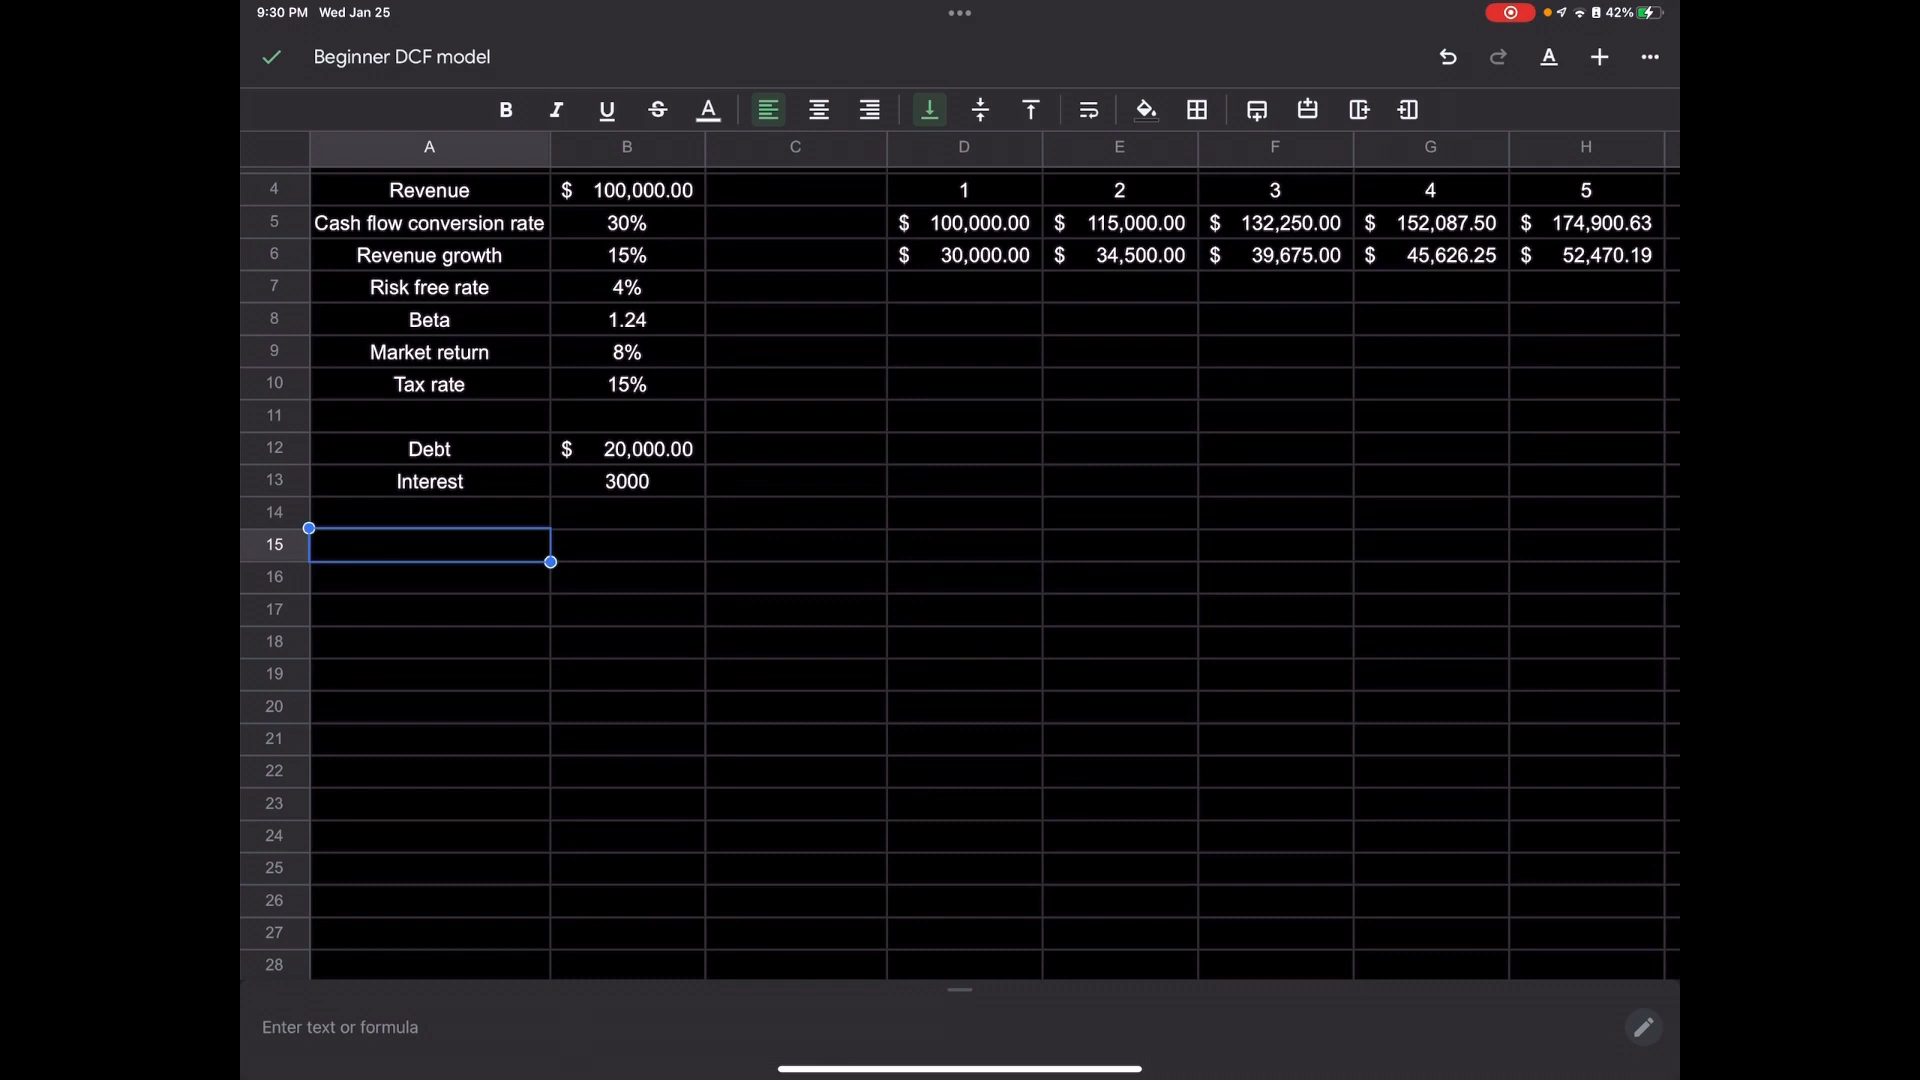 9:30 PM Wed Jan 25
42%
Beginner DCF model
B I U S A
A B C D E F G H
4 Revenue $ 100,000.00 1 2 3 4 5
5 Cash flow conversion rate 30% $ 100,000.00 $ 115,000.00 $ 132,250.00 $ 152,087.50 $ 174,900.63
6 Revenue growth 15% $ 30,000.00 $ 34,500.00 $ 39,675.00 $ 45,626.25 $ 52,470.19
7 Risk free rate 4%
8 Beta 1.24
9 Market return 8%
10 Tax rate 15%
11
12 Debt $ 20,000.00
13 Interest 3000
14
15
16
17
18
19
20
21
22
23
24
25
26
27
28
Enter text or formula